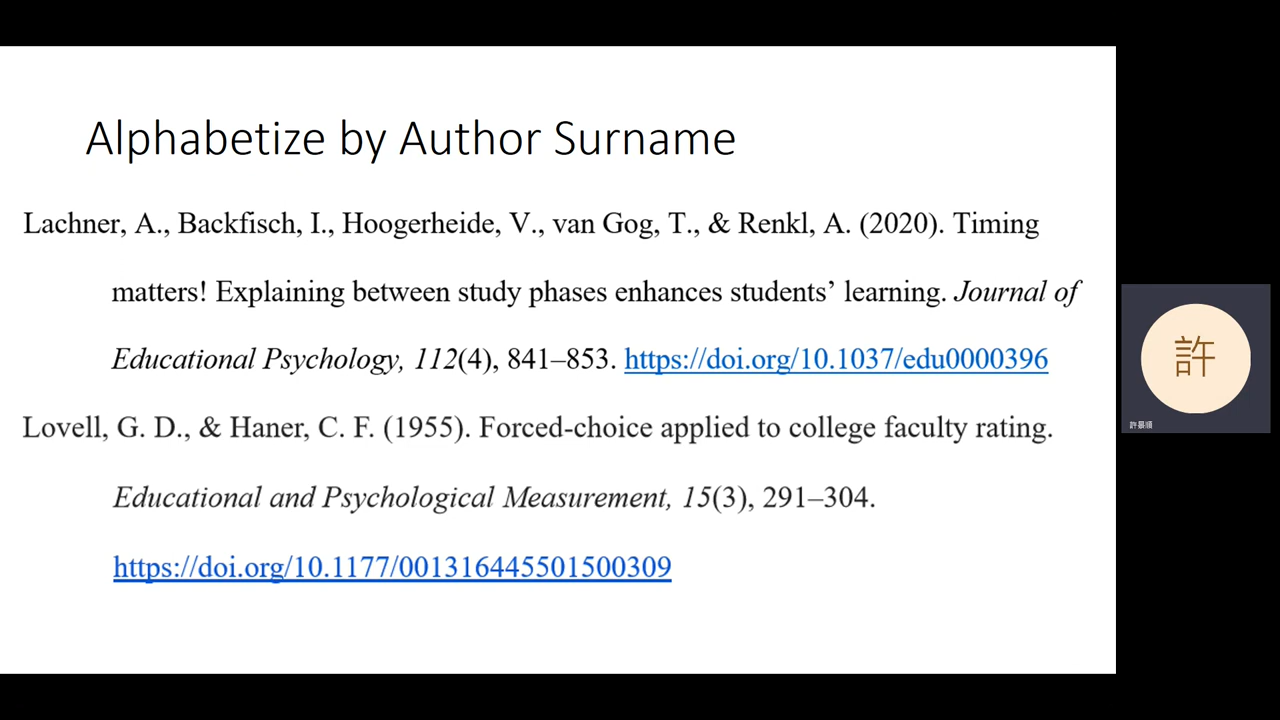 Alphabetize by Author Surname
Lachner, A., Backfisch, I., Hoogerheide, V., van Gog, T., & Renkl, A. (2020). Timing
matters! Explaining between study phases enhances students’ learning. Journal of
Educational Psychology, 112(4), 841–853. https://doi.org/10.1037/edu0000396
Lovell, G. D., & Haner, C. F. (1955). Forced-choice applied to college faculty rating.
Educational and Psychological Measurement, 15(3), 291–304.
https://doi.org/10.1177/001316445501500309
許
許景順